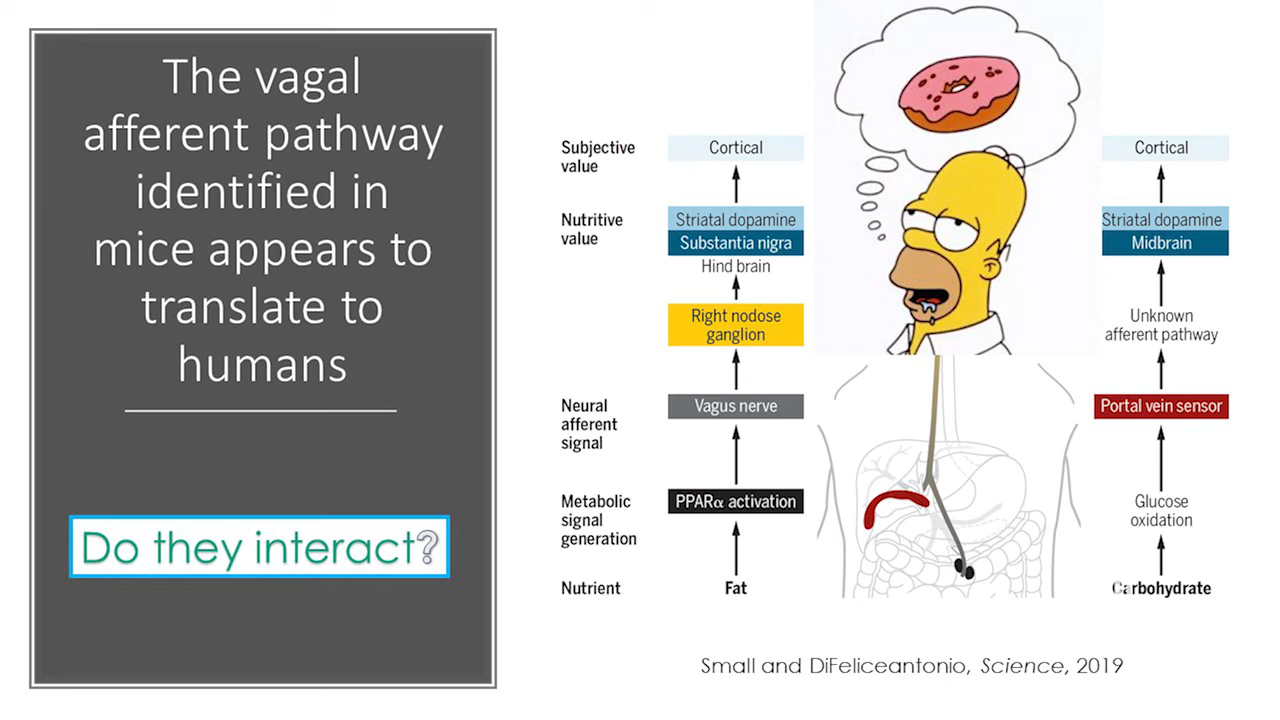 The vagal
afferent pathway
identified in
mice appears to
translate to
humans
Do they interact?
Subjective
value
Nutritive
value
Neural
afferent
signal
Metabolic
signal
generation
Nutrient
Cortical
Striatal dopamine
Substantia nigra
Hind brain
Right nodose
ganglion
Vagus nerve
PPARα activation
Fat
Cortical
Striatal dopamine
Midbrain
Unknown
afferent pathway
Portal vein sensor
Glucose
oxidation
Carbohydrate
Small and DiFeliceantonio, Science, 2019